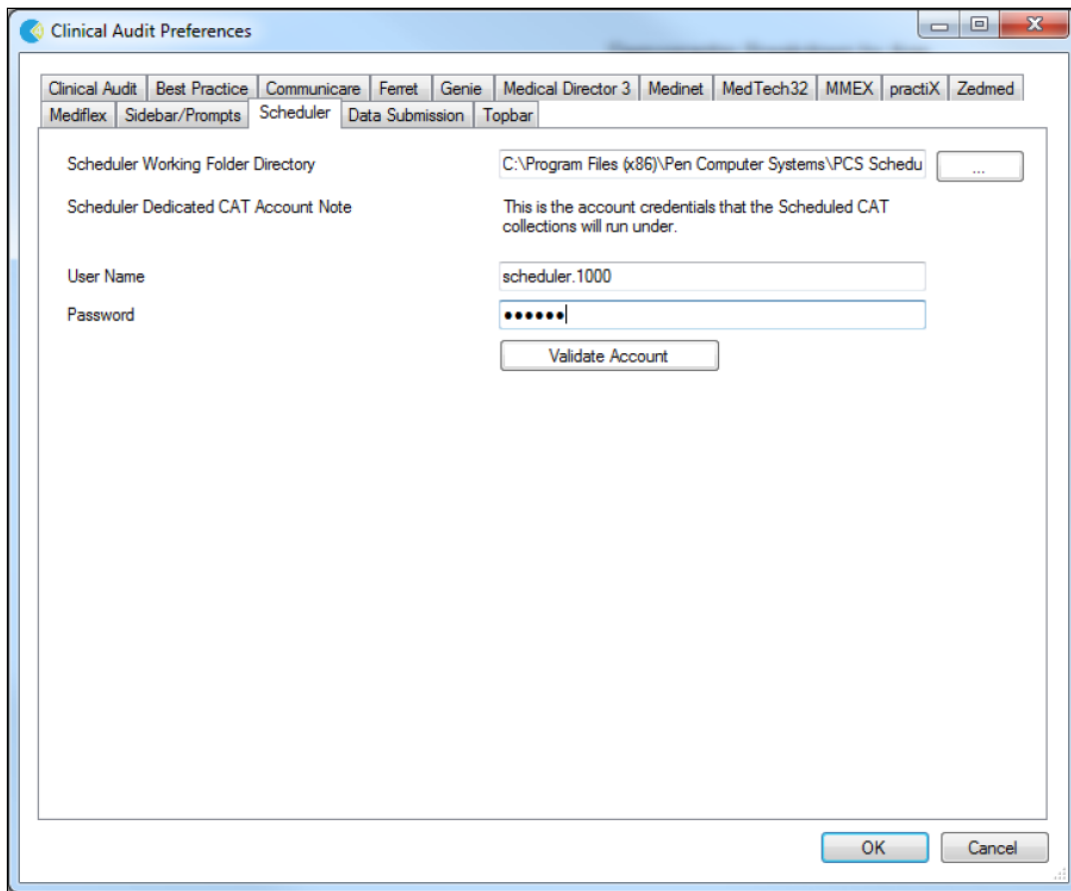 Clinical Audit Preferences
Clinical Audit Best Practice Communicare Ferret Genie Medical Director 3 Medinet MedTech32 MMEX practiX Zedmed
Mediflex Sidebar/Prompts Scheduler Data Submission Topbar
Scheduler Working Folder Directory C:\Program Files (x86)\Pen Computer Systems\PCS Schedu ...
Scheduler Dedicated CAT Account Note This is the account credentials that the Scheduled CAT
collections will run under.
User Name scheduler.1000
Password ●●●●●●
Validate Account
OK Cancel